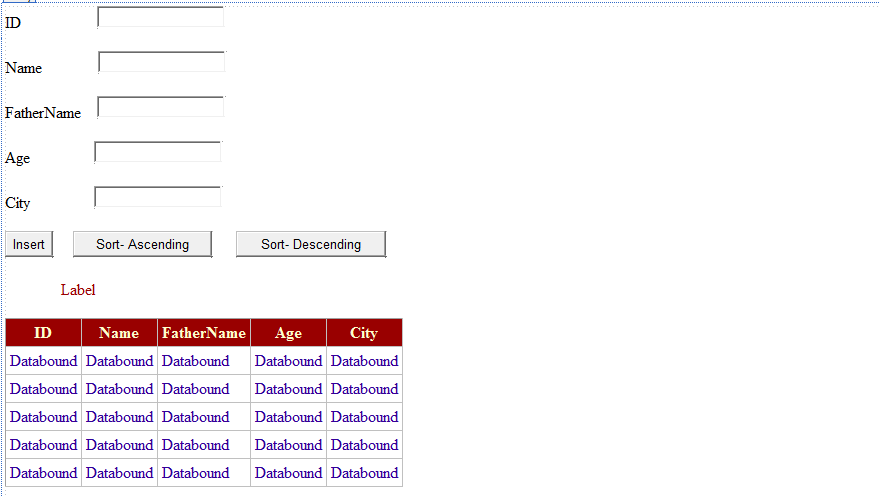 ID
Name
FatherName
Age
City
Insert Sort- Ascending Sort- Descending
Label
ID Name FatherName Age City
Databound Databound Databound Databound Databound
Databound Databound Databound Databound Databound
Databound Databound Databound Databound Databound
Databound Databound Databound Databound Databound
Databound Databound Databound Databound Databound